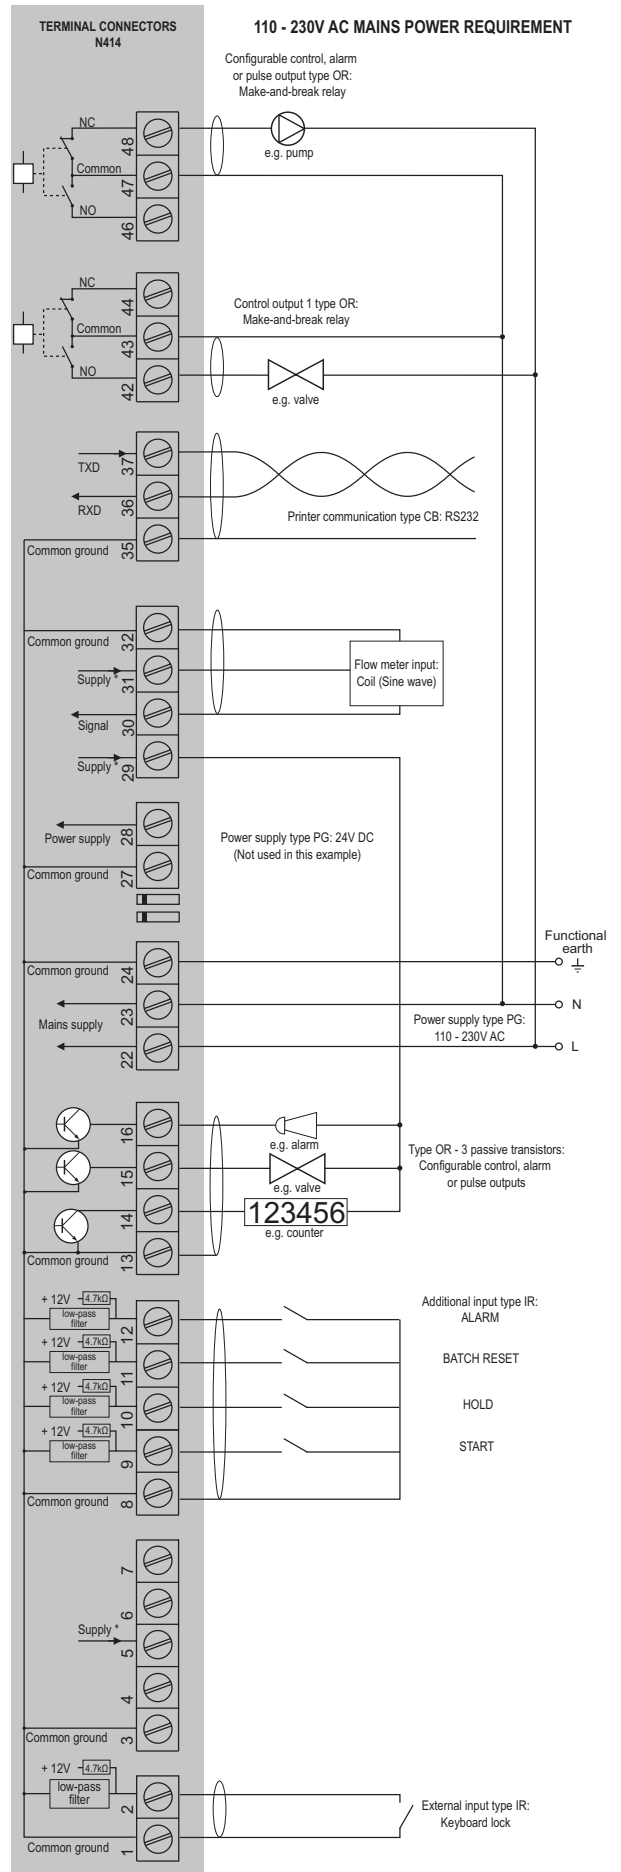 TERMINAL CONNECTORS
N414
110 - 230V AC MAINS POWER REQUIREMENT
Configurable control, alarm
or pulse output type OR:
Make-and-break relay
NC
48
e.g. pump
Common
47
NO
46
NC
44
Control output 1 type OR:
Make-and-break relay
Common
43
NO
42
e.g. valve
37
TXD
36
RXD
Printer communication type CB: RS232
35
Common ground
32
Common ground
Flow meter input:
Coil (Sine wave)
31
Supply *
30
Signal
29
Supply *
28
Power supply
Power supply type PG: 24V DC
(Not used in this example)
27
Common ground
Functional
earth
24
Common ground
23
N
Mains supply
Power supply type PG:
110 - 230V AC
22
L
16
e.g. alarm
Type OR - 3 passive transistors:
Configurable control, alarm
or pulse outputs
15
e.g. valve
14
123456
e.g. counter
13
Common ground
+ 12V
4.7kΩ
low-pass
filter
12
Additional input type IR:
ALARM
+ 12V
4.7kΩ
low-pass
filter
11
BATCH RESET
+ 12V
4.7kΩ
low-pass
filter
10
HOLD
+ 12V
4.7kΩ
low-pass
filter
9
START
8
Common ground
7
6
Supply *
5
4
3
Common ground
+ 12V
4.7kΩ
low-pass
filter
2
External input type IR:
Keyboard lock
1
Common ground